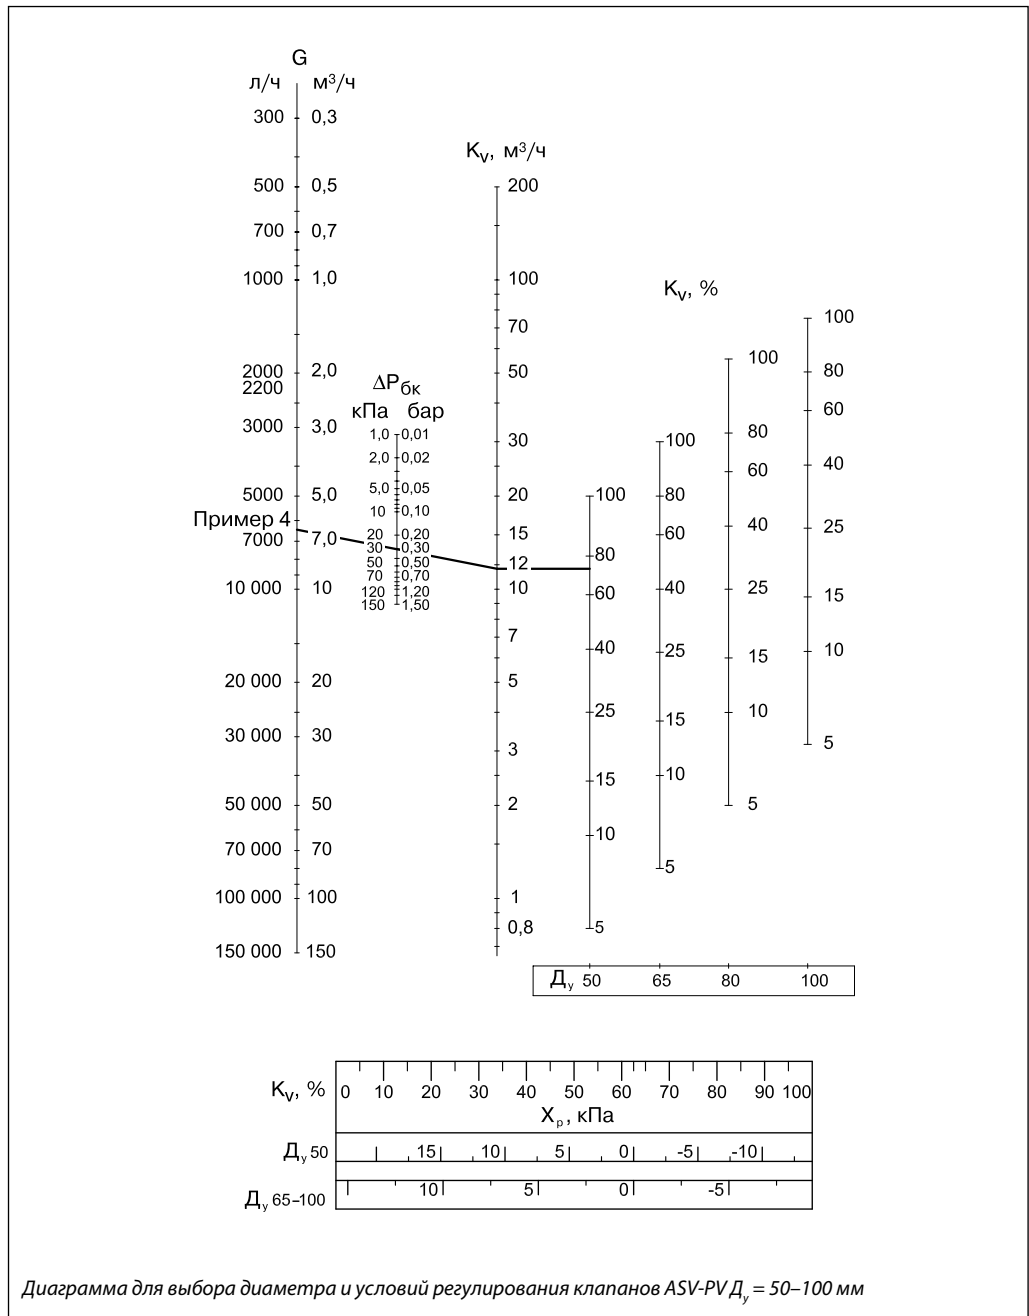 G
л/ч м³/ч
300 0,3
K_v, м³/ч
500 0,5 200
700 0,7
1000 1,0 100
K_v, %
100
70
2000 2,0 50 100 80
2200
ΔP_бк
кПа бар
60
3000 3,0
1,0 0,01
30 100 80
2,0 0,02
60 40
5000 5,0
5,0 0,05
20 100 80
10 0,10
Пример 4
40 25
7000 7,0
20 0,20
15 60
30 0,30
80
50 0,50
12
70 0,70
10 000 10
120 1,20
10 60 40 25 15
150 1,50
7 40 25 15 10
20 000 20 5
25 15 10
30 000 30 3 5
15 10
50 000 50 2 5
10
70 000 70
5
100 000 100 1
0,8 5
150 000 150
Д_у 50 65 80 100
K_v, % 0 10 20 30 40 50 60 70 80 90 100
X_р, кПа
Д_у 50 15 10 5 0 -5 -10
Д_у 65–100 10 5 0 -5
Диаграмма для выбора диаметра и условий регулирования клапанов ASV-PV Д_у = 50–100 мм